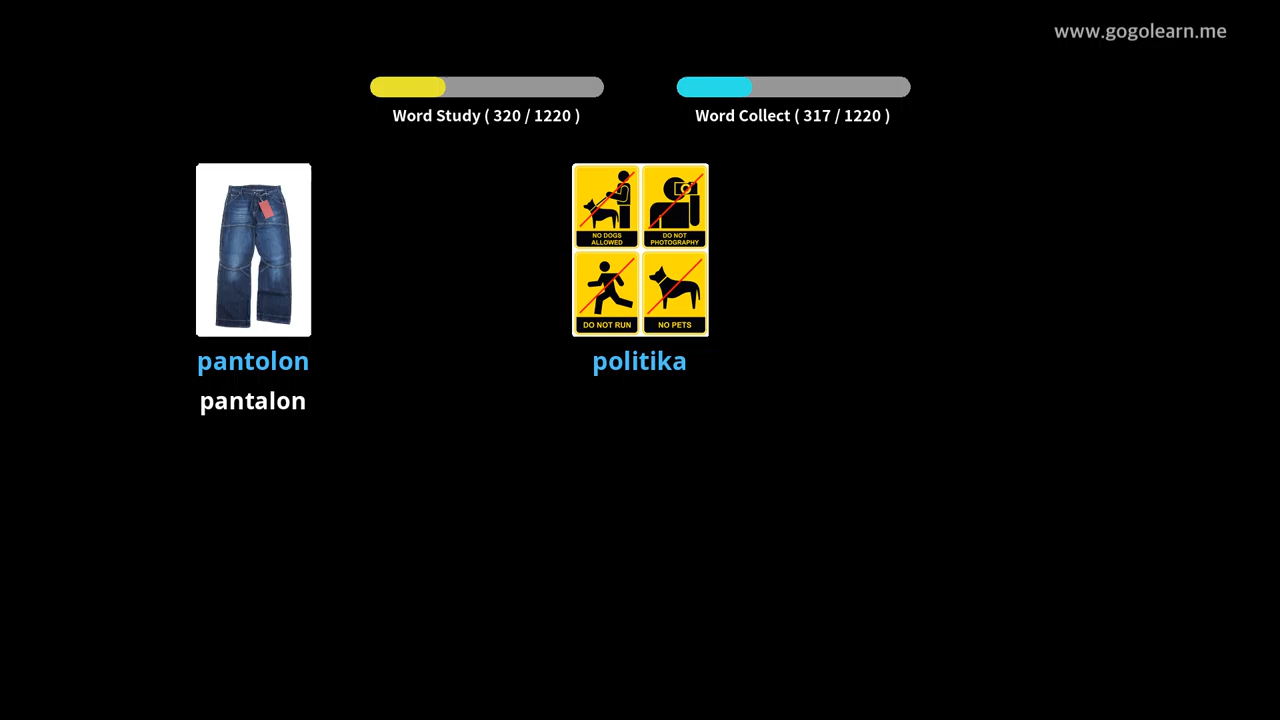 www.gogolearn.me
Word Study ( 320 / 1220 )
Word Collect ( 317 / 1220 )
NO DOGS
ALLOWED
DO NOT
PHOTOGRAPHY
DO NOT RUN
NO PETS
pantolon
politika
pantalon